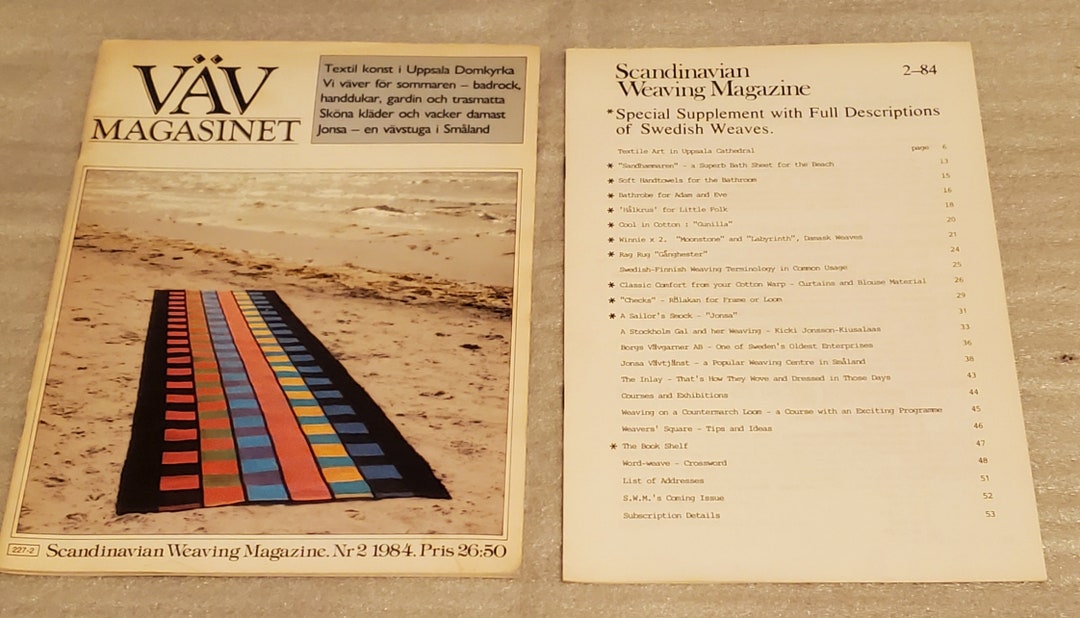 VÄV
MAGASINET
Textil konst i Uppsala Domkyrka
Vi väver för sommaren – badrock,
handdukar, gardin och trasmatta
Sköna kläder och vacker damast
Jonsa – en vävstuga i Småland
227-2 Scandinavian Weaving Magazine. Nr 2 1984. Pris 26:50
Scandinavian
Weaving Magazine
2–84
*Special Supplement with Full Descriptions
of Swedish Weaves.
Textile Art in Uppsala Cathedral page 6
* "Sandhammaren" - a Superb Bath Sheet for the Beach 13
* Soft Handtowels for the Bathroom 15
* Bathrobe for Adam and Eve 16
* 'Hålkrus' for Little Folk 18
* Cool in Cotton : "Gunilla" 20
* Winnie x 2. "Moonstone" and "Labyrinth", Damask Weaves 21
* Rag Rug "Gånghester" 24
Swedish-Finnish Weaving Terminology in Common Usage 25
* Classic Comfort from your Cotton Warp - Curtains and Blouse Material 26
* "Checks" - Rölakan for Frame or Loom 29
* A Sailor's Smock - "Jonsa" 31
A Stockholm Gal and her Weaving - Kicki Jonsson-Kiusalaas 33
Borgs Vävgarner AB - One of Sweden's Oldest Enterprises 36
Jonsa Vävtjänst - a Popular Weaving Centre in Småland 38
The Inlay - That's How They Wove and Dressed in Those Days 43
Courses and Exhibitions 44
Weaving on a Countermarch Loom - a Course with an Exciting Programme 45
Weavers' Square - Tips and Ideas 46
* The Book Shelf 47
Word-weave - Crossword 48
List of Addresses 51
S.W.M.'s Coming Issue 52
Subscription Details 53